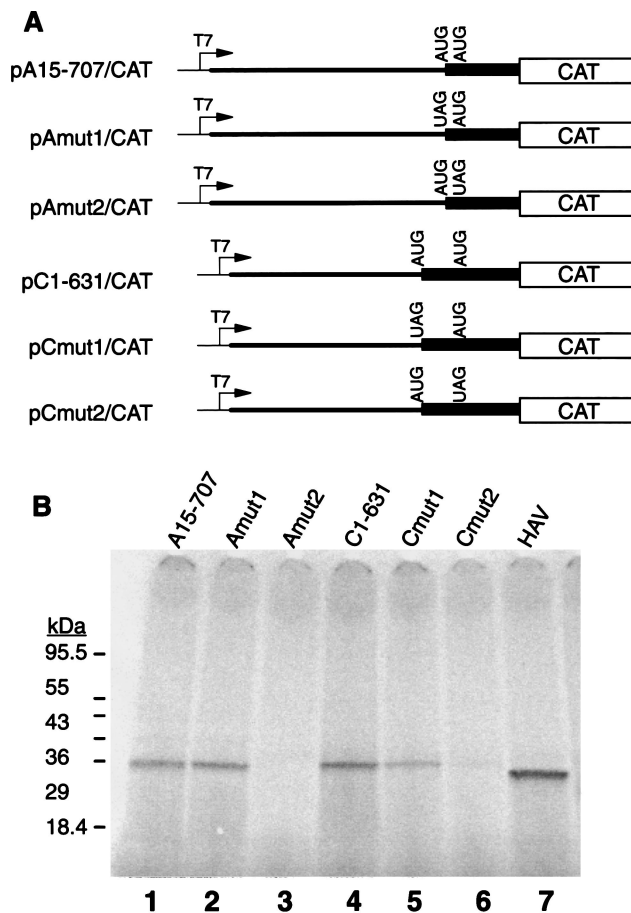 A
T7
AUG AUG
pA15-707/CAT
CAT
T7
UAG AUG
pAmut1/CAT
CAT
T7
AUG UAG
pAmut2/CAT
CAT
T7
AUG AUG
pC1-631/CAT
CAT
T7
UAG AUG
pCmut1/CAT
CAT
T7
AUG UAG
pCmut2/CAT
CAT
B
A15-707 Amut1 Amut2 C1-631 Cmut1 Cmut2 HAV
kDa
95.5
55
43
36
29
18.4
1 2 3 4 5 6 7